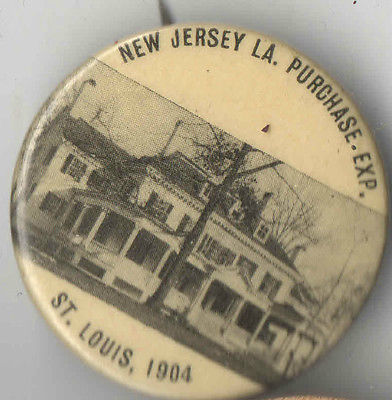 NEW JERSEY LA. PURCHASE. EXP.
ST. LOUIS, 1904